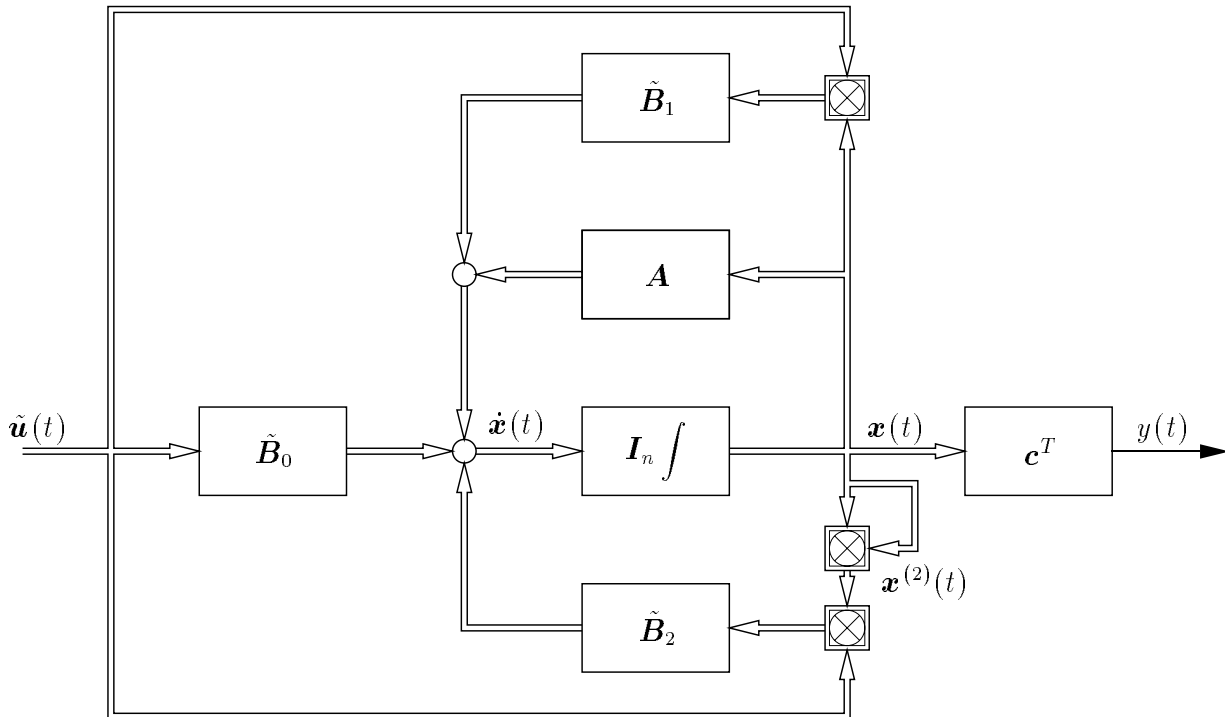 B̃₁
A
ũ(t)
B̃₀
ẋ(t)
Iₙ ∫
x(t)
cᵀ
y(t)
x⁽²⁾(t)
B̃₂